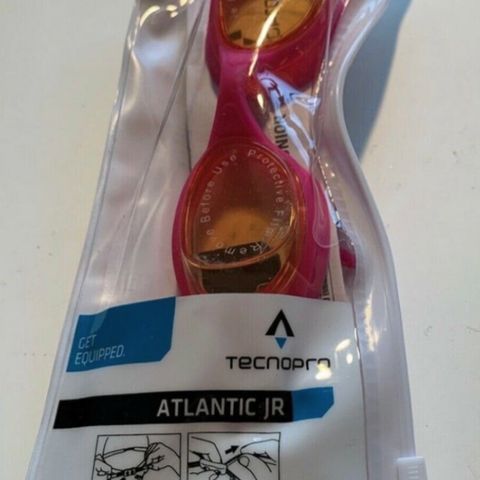 Remove Before Use Protective Film
GET
EQUIPPED.
TECNOPRO
ATLANTIC JR